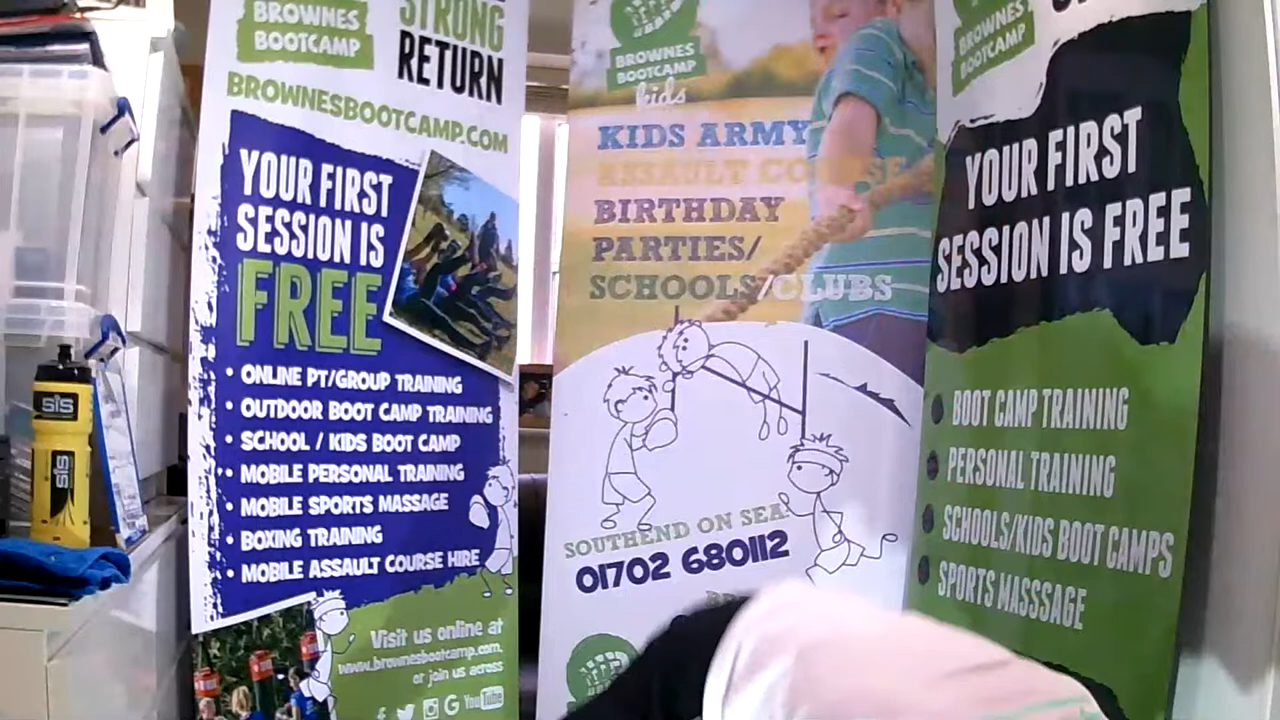 BROWNES
BOOTCAMP
STRONG
RETURN
BROWNESBOOTCAMP.COM
YOUR FIRST
SESSION IS
FREE
• ONLINE PT/GROUP TRAINING
• OUTDOOR BOOT CAMP TRAINING
• SCHOOL / KIDS BOOT CAMP
• MOBILE PERSONAL TRAINING
• MOBILE SPORTS MASSAGE
• BOXING TRAINING
• MOBILE ASSAULT COURSE HIRE
Visit us online at
www.brownesbootcamp.com.
or join us across
YouTube
SiS
SiS
BROWNES
BOOTCAMP
kids
KIDS ARMY
ASSAULT COURSE
BIRTHDAY
PARTIES/
SCHOOLS/CLUBS
SOUTHEND ON SEA
01702 680112
BROWNES
BOOTCAMP
YOUR FIRST
SESSION IS FREE
BOOT CAMP TRAINING
PERSONAL TRAINING
SCHOOLS/KIDS BOOT CAMPS
SPORTS MASSSAGE